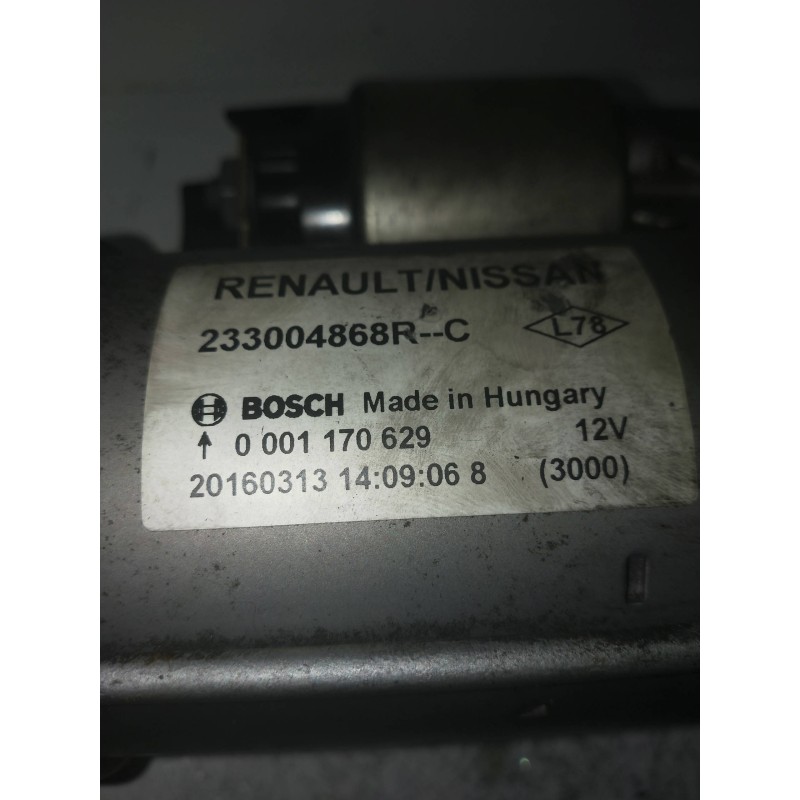 RENAULT/NISSAN
233004868R--C L78
BOSCH Made in Hungary
0 001 170 629 12V
20160313 14:09:06 8 (3000)